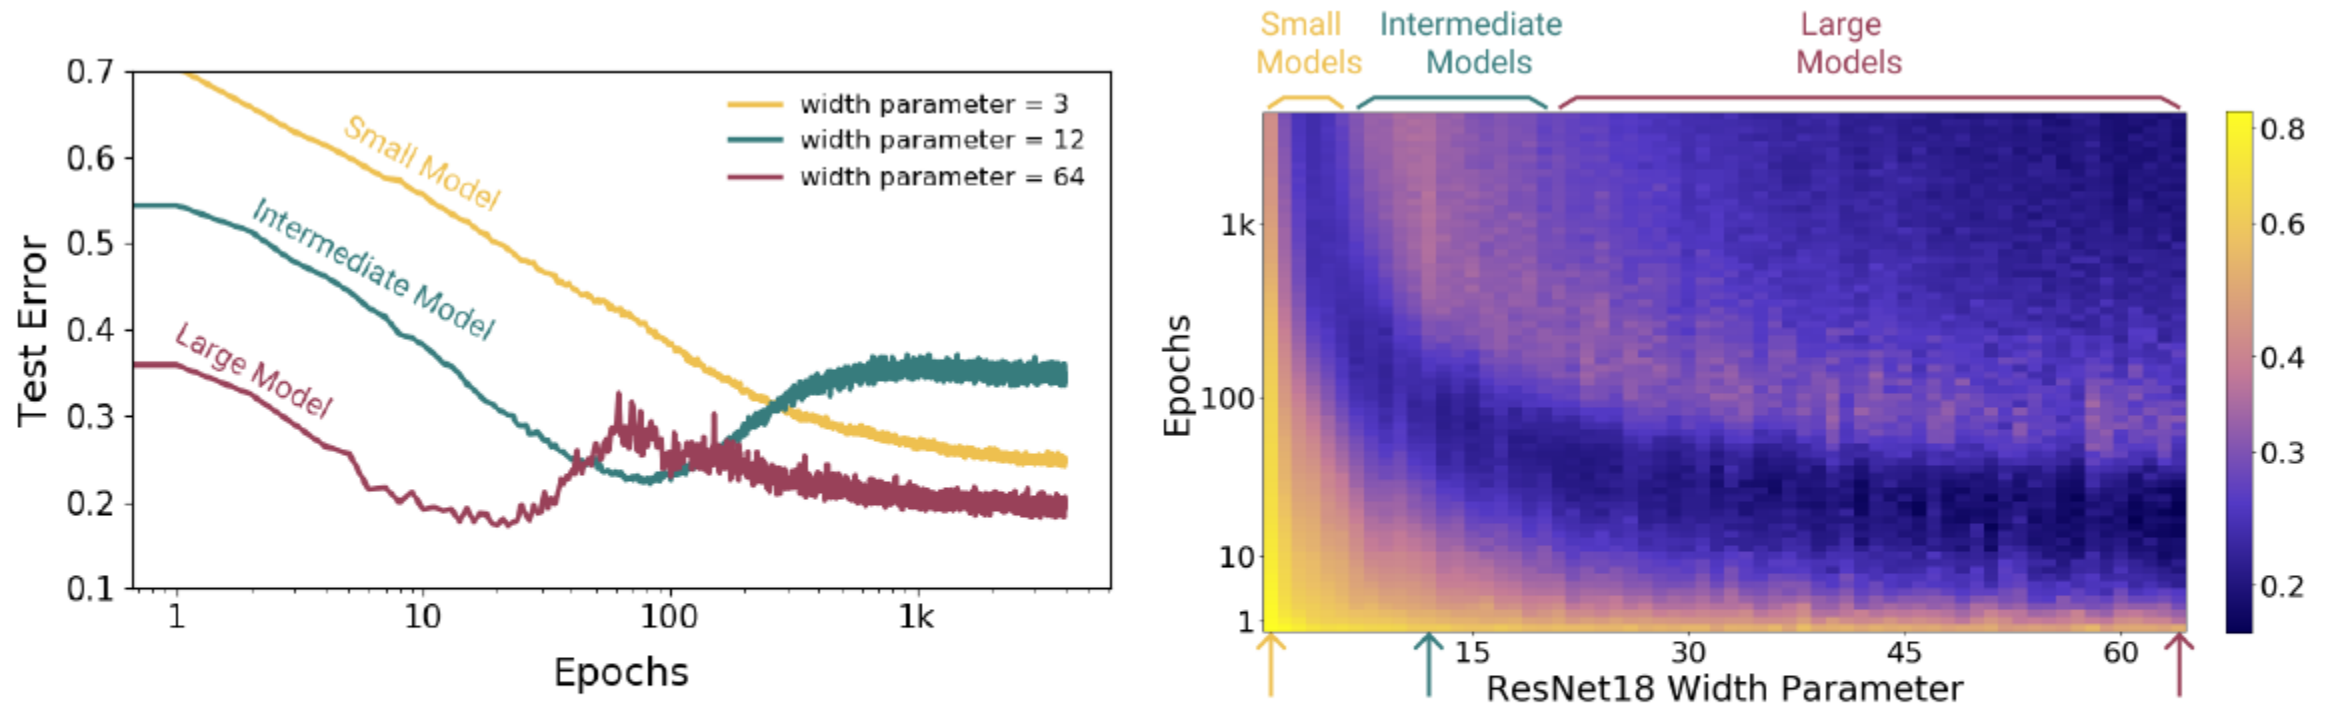 0.7
0.6
0.5
0.4
0.3
0.2
0.1
Test Error
Small Model
Intermediate Model
Large Model
width parameter = 3
width parameter = 12
width parameter = 64
1 10 100 1k
Epochs
Small
Models
Intermediate
Models
Large
Models
1k
100
10
1
Epochs
15 30 45 60
ResNet18 Width Parameter
0.8
0.6
0.4
0.3
0.2